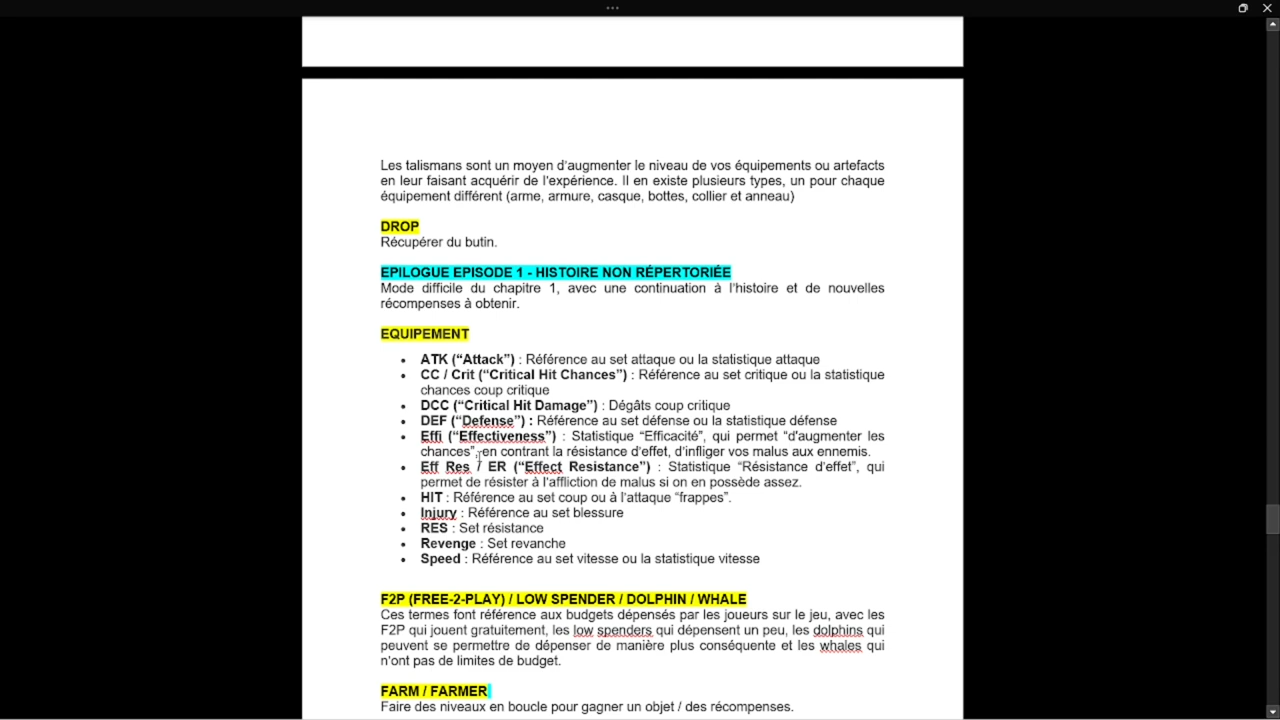 Les talismans sont un moyen d'augmenter le niveau de vos équipements ou artefacts
en leur faisant acquérir de l'expérience. Il en existe plusieurs types, un pour chaque
équipement différent (arme, armure, casque, bottes, collier et anneau)
DROP
Récupérer du butin.
EPILOGUE EPISODE 1 - HISTOIRE NON RÉPERTORIÉE
Mode difficile du chapitre 1, avec une continuation à l'histoire et de nouvelles
récompenses à obtenir.
EQUIPEMENT
• ATK (“Attack”) : Référence au set attaque ou la statistique attaque
• CC / Crit (“Critical Hit Chances”) : Référence au set critique ou la statistique
chances coup critique
• DCC (“Critical Hit Damage”) : Dégâts coup critique
• DEF (“Defense”) : Référence au set défense ou la statistique défense
• Effi (“Effectiveness”) : Statistique “Efficacité”, qui permet “d'augmenter les
chances”, en contrant la résistance d'effet, d'infliger vos malus aux ennemis.
• Eff Res / ER (“Effect Resistance”) : Statistique “Résistance d'effet”, qui
permet de résister à l'affliction de malus si on en possède assez.
• HIT : Référence au set coup ou à l'attaque “frappes”.
• Injury : Référence au set blessure
• RES : Set résistance
• Revenge : Set revanche
• Speed : Référence au set vitesse ou la statistique vitesse
F2P (FREE-2-PLAY) / LOW SPENDER / DOLPHIN / WHALE
Ces termes font référence aux budgets dépensés par les joueurs sur le jeu, avec les
F2P qui jouent gratuitement, les low spenders qui dépensent un peu, les dolphins qui
peuvent se permettre de dépenser de manière plus conséquente et les whales qui
n'ont pas de limites de budget.
FARM / FARMER
Faire des niveaux en boucle pour gagner un objet / des récompenses.